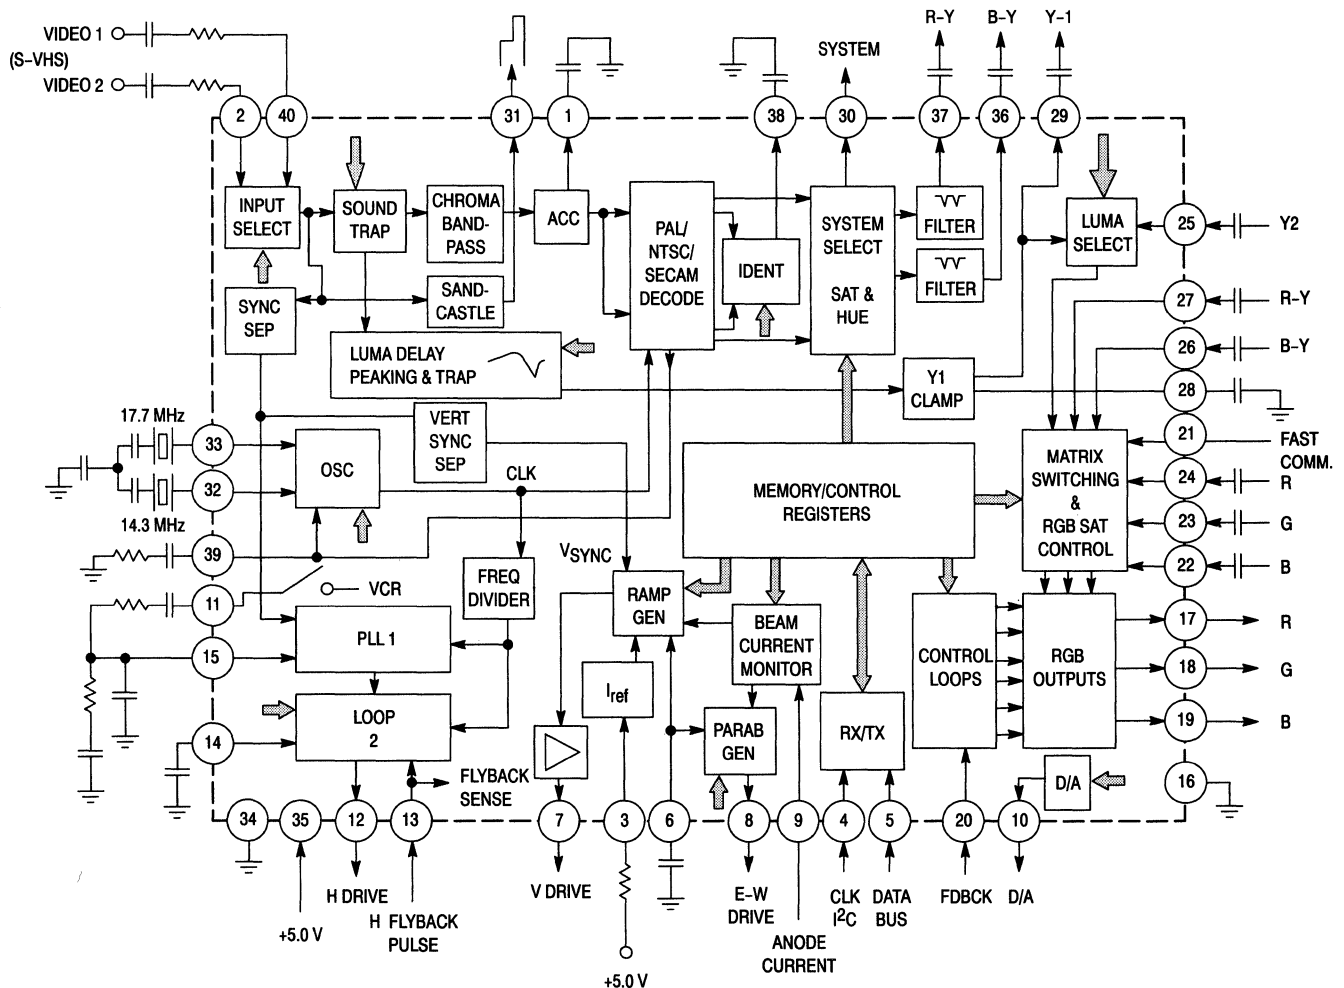 VIDEO 1
(S–VHS)
VIDEO 2
R–Y
B–Y
Y–1
SYSTEM
2
40
31
1
38
30
37
36
29
INPUT
SELECT
SOUND
TRAP
CHROMA
BAND-
PASS
ACC
PAL/
NTSC/
SECAM
DECODE
IDENT
SYSTEM
SELECT
SAT &
HUE
FILTER
FILTER
LUMA
SELECT
25
Y2
27
R–Y
26
B–Y
28
SYNC
SEP
SAND-
CASTLE
LUMA DELAY
PEAKING & TRAP
Y1
CLAMP
21
FAST
COMM.
24
R
23
G
22
B
17.7 MHz
33
32
14.3 MHz
OSC
VERT
SYNC
SEP
CLK
MEMORY/CONTROL
REGISTERS
MATRIX
SWITCHING
&
RGB SAT
CONTROL
39
11
VCR
15
14
PLL 1
LOOP
2
FREQ
DIVIDER
VSYNC
RAMP
GEN
Iref
BEAM
CURRENT
MONITOR
PARAB
GEN
RX/TX
CONTROL
LOOPS
RGB
OUTPUTS
17
R
18
G
19
B
D/A
16
FLYBACK
SENSE
34
35
12
13
7
3
6
8
9
4
5
20
10
+5.0 V
H DRIVE
H FLYBACK
PULSE
V DRIVE
+5.0 V
E–W
DRIVE
ANODE
CURRENT
CLK
I2C
DATA
BUS
FDBCK
D/A